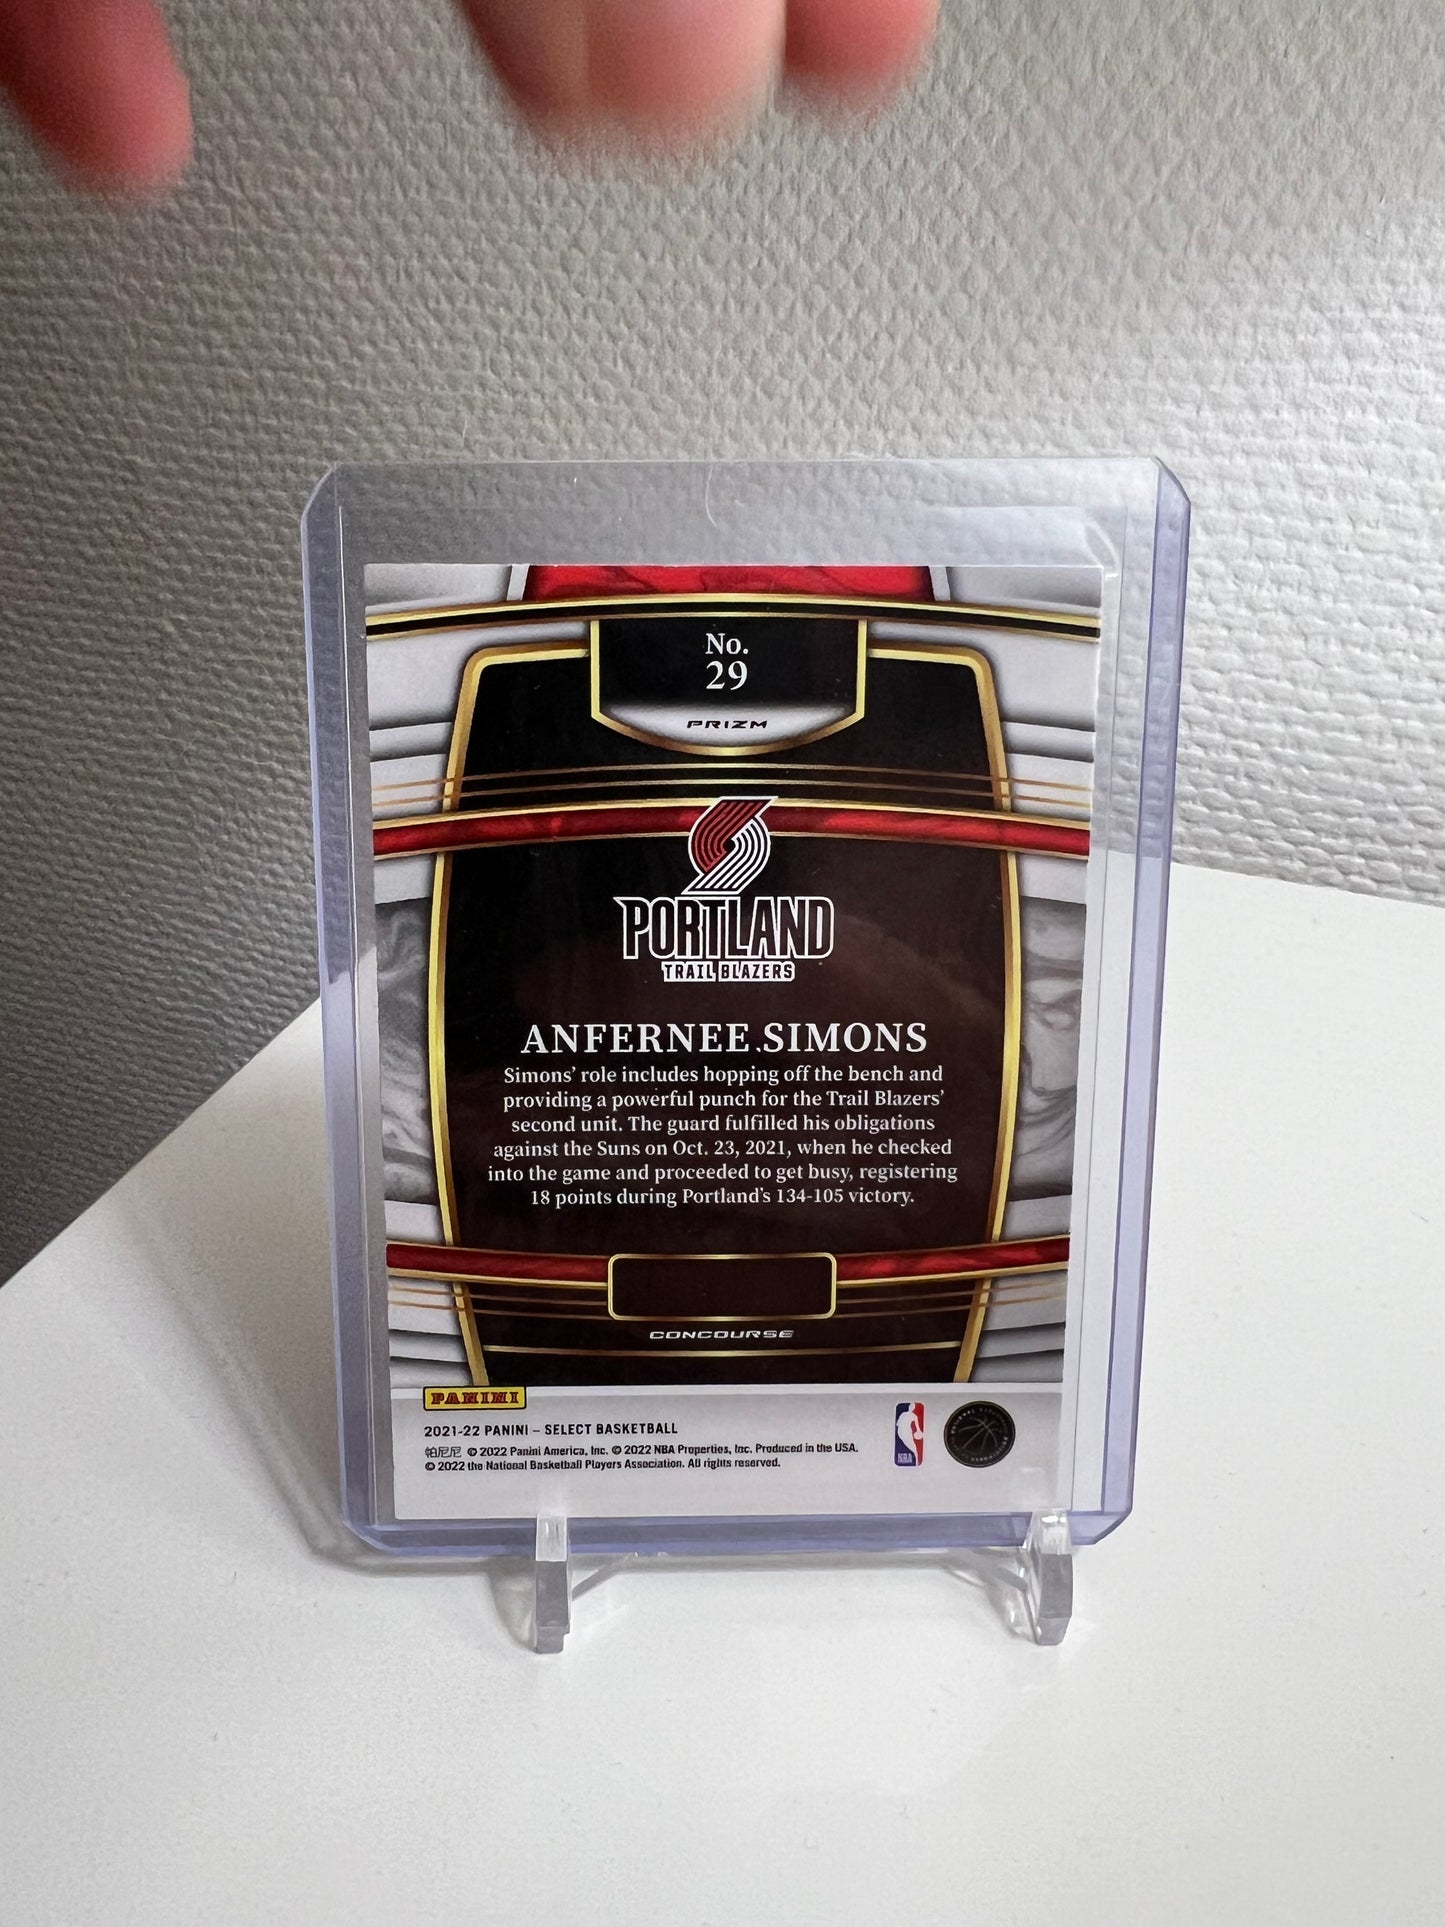 No.
29
PRIZM
PORTLAND
TRAIL BLAZERS
ANFERNEE SIMONS
Simons' role includes hopping off the bench and
providing a powerful punch for the Trail Blazers'
second unit. The guard fulfilled his obligations
against the Suns on Oct. 23, 2021, when he checked
into the game and proceeded to get busy, registering
18 points during Portland's 134-105 victory.
CONCOURSE
PANINI
2021-22 PANINI – SELECT BASKETBALL
帕尼尼 © 2022 Panini America, Inc. © 2022 NBA Properties, Inc. Produced in the USA.
© 2022 the National Basketball Players Association. All rights reserved.
NBA